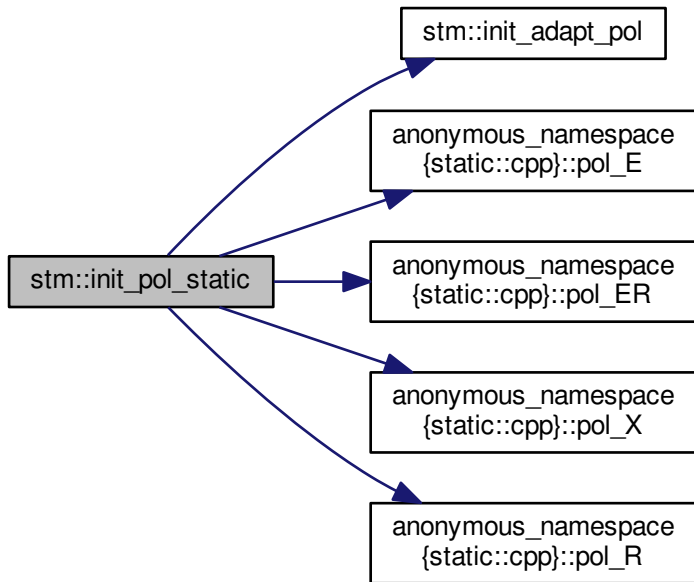 stm::init_adapt_pol
anonymous_namespace
{static::cpp}::pol_E
stm::init_pol_static
anonymous_namespace
{static::cpp}::pol_ER
anonymous_namespace
{static::cpp}::pol_X
anonymous_namespace
{static::cpp}::pol_R